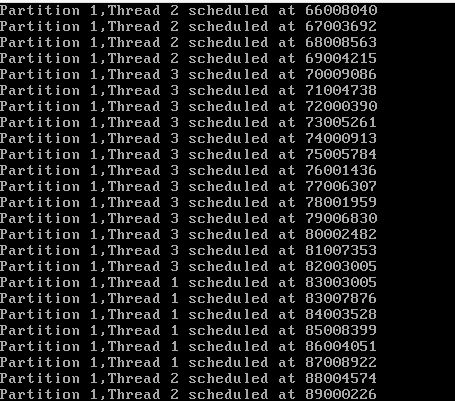 Partition 1,Thread 2 scheduled at 66008040
Partition 1,Thread 2 scheduled at 67003692
Partition 1,Thread 2 scheduled at 68008563
Partition 1,Thread 2 scheduled at 69004215
Partition 1,Thread 3 scheduled at 70009086
Partition 1,Thread 3 scheduled at 71004738
Partition 1,Thread 3 scheduled at 72000390
Partition 1,Thread 3 scheduled at 73005261
Partition 1,Thread 3 scheduled at 74000913
Partition 1,Thread 3 scheduled at 75005784
Partition 1,Thread 3 scheduled at 76001436
Partition 1,Thread 3 scheduled at 77006307
Partition 1,Thread 3 scheduled at 78001959
Partition 1,Thread 3 scheduled at 79006830
Partition 1,Thread 3 scheduled at 80002482
Partition 1,Thread 3 scheduled at 81007353
Partition 1,Thread 3 scheduled at 82003005
Partition 1,Thread 1 scheduled at 83003005
Partition 1,Thread 1 scheduled at 83007876
Partition 1,Thread 1 scheduled at 84003528
Partition 1,Thread 1 scheduled at 85008399
Partition 1,Thread 1 scheduled at 86004051
Partition 1,Thread 1 scheduled at 87008922
Partition 1,Thread 2 scheduled at 88004574
Partition 1,Thread 2 scheduled at 89000226